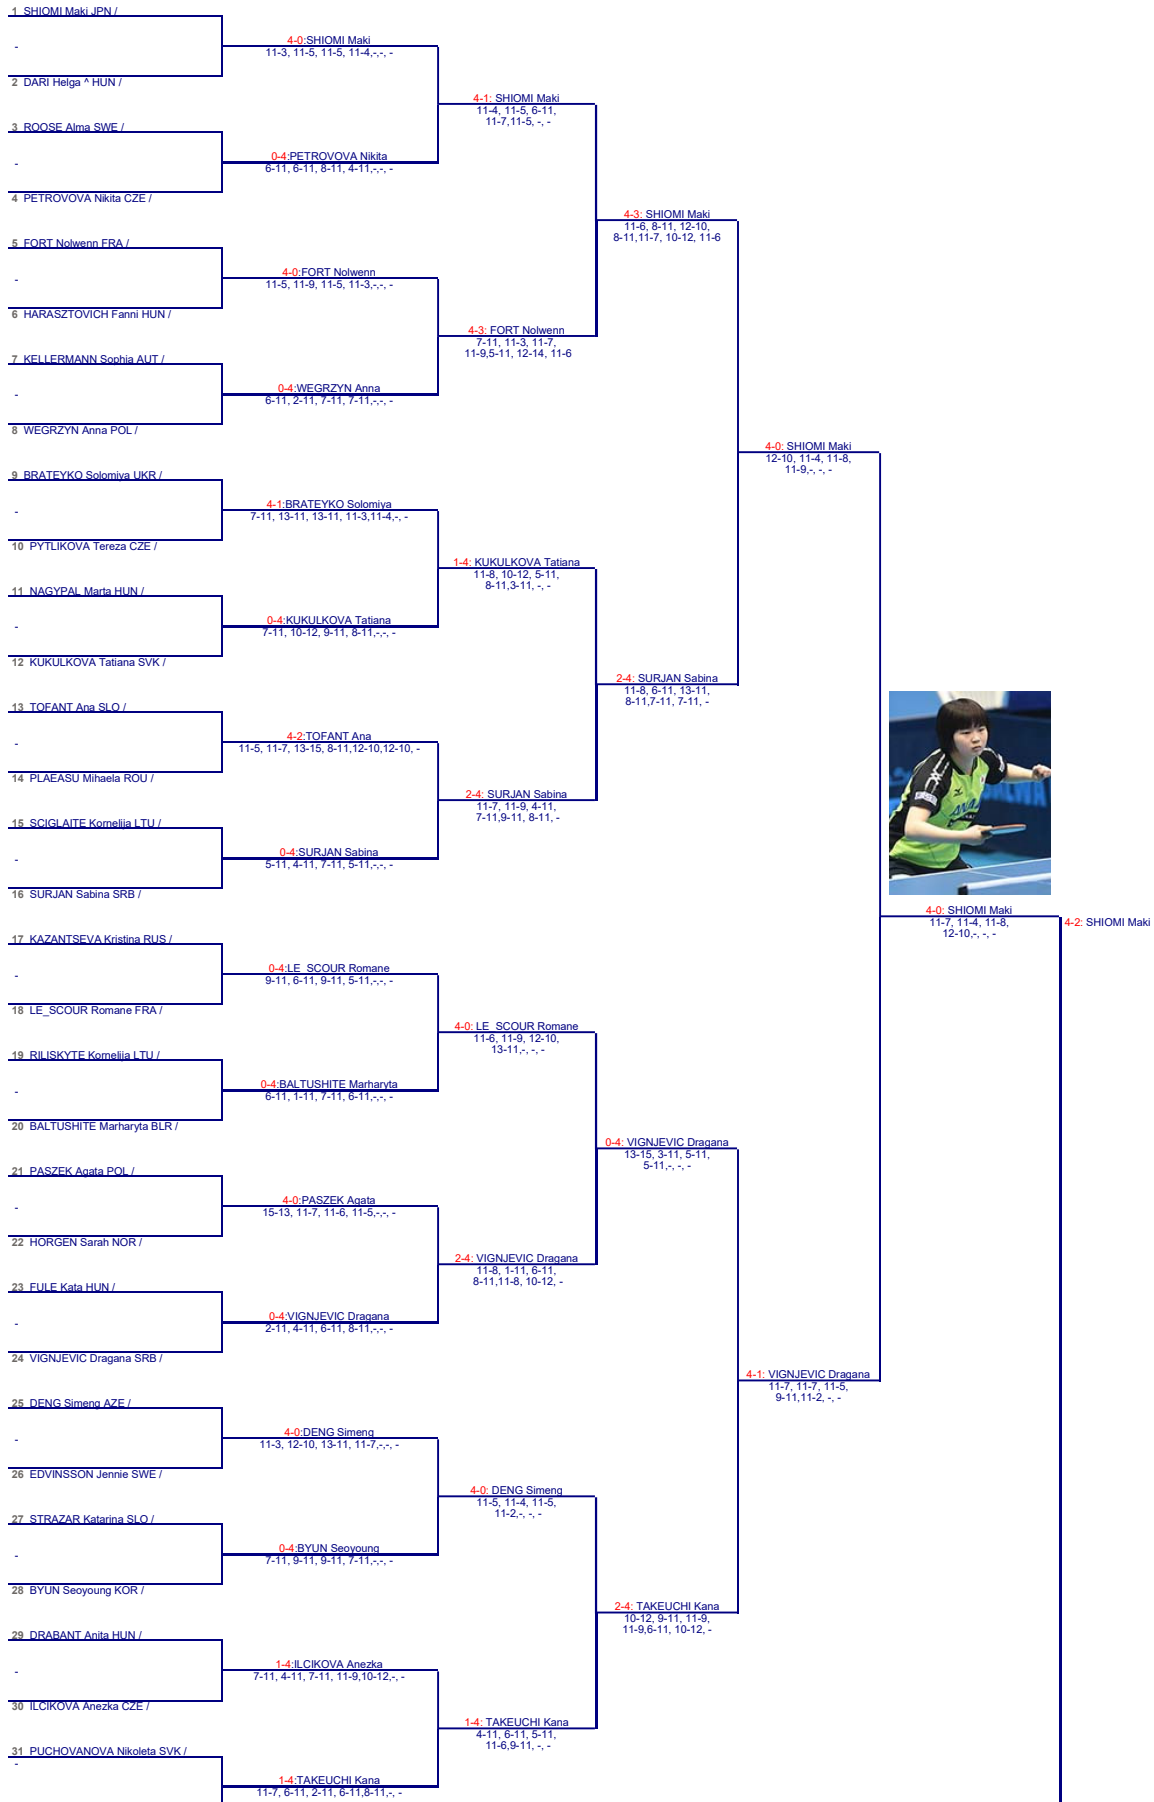 1 SHIOMI Maki JPN /
-
2 DARI Helga ^ HUN /
4-0:SHIOMI Maki
11-3, 11-5, 11-5, 11-4,-,-, -
3 ROOSE Alma SWE /
-
4 PETROVOVA Nikita CZE /
0-4:PETROVOVA Nikita
6-11, 6-11, 8-11, 4-11,-,-, -
4-1: SHIOMI Maki
11-4, 11-5, 6-11,
11-7,11-5, -, -
5 FORT Nolwenn FRA /
-
6 HARASZTOVICH Fanni HUN /
4-0:FORT Nolwenn
11-5, 11-9, 11-5, 11-3,-,-, -
7 KELLERMANN Sophia AUT /
-
8 WEGRZYN Anna POL /
0-4:WEGRZYN Anna
6-11, 2-11, 7-11, 7-11,-,-, -
4-3: FORT Nolwenn
7-11, 11-3, 11-7,
11-9,5-11, 12-14, 11-6
4-3: SHIOMI Maki
11-6, 8-11, 12-10,
8-11,11-7, 10-12, 11-6
9 BRATEYKO Solomiya UKR /
-
10 PYTLIKOVA Tereza CZE /
4-1:BRATEYKO Solomiya
7-11, 13-11, 13-11, 11-3,11-4,-, -
11 NAGYPAL Marta HUN /
-
12 KUKULKOVA Tatiana SVK /
0-4:KUKULKOVA Tatiana
7-11, 10-12, 9-11, 8-11,-,-, -
1-4: KUKULKOVA Tatiana
11-8, 10-12, 5-11,
8-11,3-11, -, -
13 TOFANT Ana SLO /
-
14 PLAEASU Mihaela ROU /
4-2:TOFANT Ana
11-5, 11-7, 13-15, 8-11,12-10,12-10, -
15 SCIGLAITE Kornelija LTU /
-
16 SURJAN Sabina SRB /
0-4:SURJAN Sabina
5-11, 4-11, 7-11, 5-11,-,-, -
2-4: SURJAN Sabina
11-7, 11-9, 4-11,
7-11,9-11, 8-11, -
2-4: SURJAN Sabina
11-8, 6-11, 13-11,
8-11,7-11, 7-11, -
4-0: SHIOMI Maki
12-10, 11-4, 11-8,
11-9,-, -, -
17 KAZANTSEVA Kristina RUS /
-
18 LE_SCOUR Romane FRA /
0-4:LE_SCOUR Romane
9-11, 6-11, 9-11, 5-11,-,-, -
19 RILISKYTE Kornelija LTU /
-
20 BALTUSHITE Marharyta BLR /
0-4:BALTUSHITE Marharyta
6-11, 1-11, 7-11, 6-11,-,-, -
4-0: LE_SCOUR Romane
11-6, 11-9, 12-10,
13-11,-, -, -
21 PASZEK Agata POL /
-
22 HORGEN Sarah NOR /
4-0:PASZEK Agata
15-13, 11-7, 11-6, 11-5,-,-, -
23 FULE Kata HUN /
-
24 VIGNJEVIC Dragana SRB /
0-4:VIGNJEVIC Dragana
2-11, 4-11, 6-11, 8-11,-,-, -
2-4: VIGNJEVIC Dragana
11-8, 1-11, 6-11,
8-11,11-8, 10-12, -
0-4: VIGNJEVIC Dragana
13-15, 3-11, 5-11,
5-11,-, -, -
25 DENG Simeng AZE /
-
26 EDVINSSON Jennie SWE /
4-0:DENG Simeng
11-3, 12-10, 13-11, 11-7,-,-, -
27 STRAZAR Katarina SLO /
-
28 BYUN Seoyoung KOR /
0-4:BYUN Seoyoung
7-11, 9-11, 9-11, 7-11,-,-, -
4-0: DENG Simeng
11-5, 11-4, 11-5,
11-2,-, -, -
29 DRABANT Anita HUN /
-
30 ILCIKOVA Anezka CZE /
1-4:ILCIKOVA Anezka
7-11, 4-11, 7-11, 11-9,10-12,-, -
31 PUCHOVANOVA Nikoleta SVK /
-
1-4:TAKEUCHI Kana
11-7, 6-11, 2-11, 6-11,8-11,-, -
1-4: TAKEUCHI Kana
4-11, 6-11, 5-11,
11-6,9-11, -, -
2-4: TAKEUCHI Kana
10-12, 9-11, 11-9,
11-9,6-11, 10-12, -
4-1: VIGNJEVIC Dragana
11-7, 11-7, 11-5,
9-11,11-2, -, -
4-0: SHIOMI Maki
11-7, 11-4, 11-8,
12-10,-, -, -
4-2: SHIOMI Maki